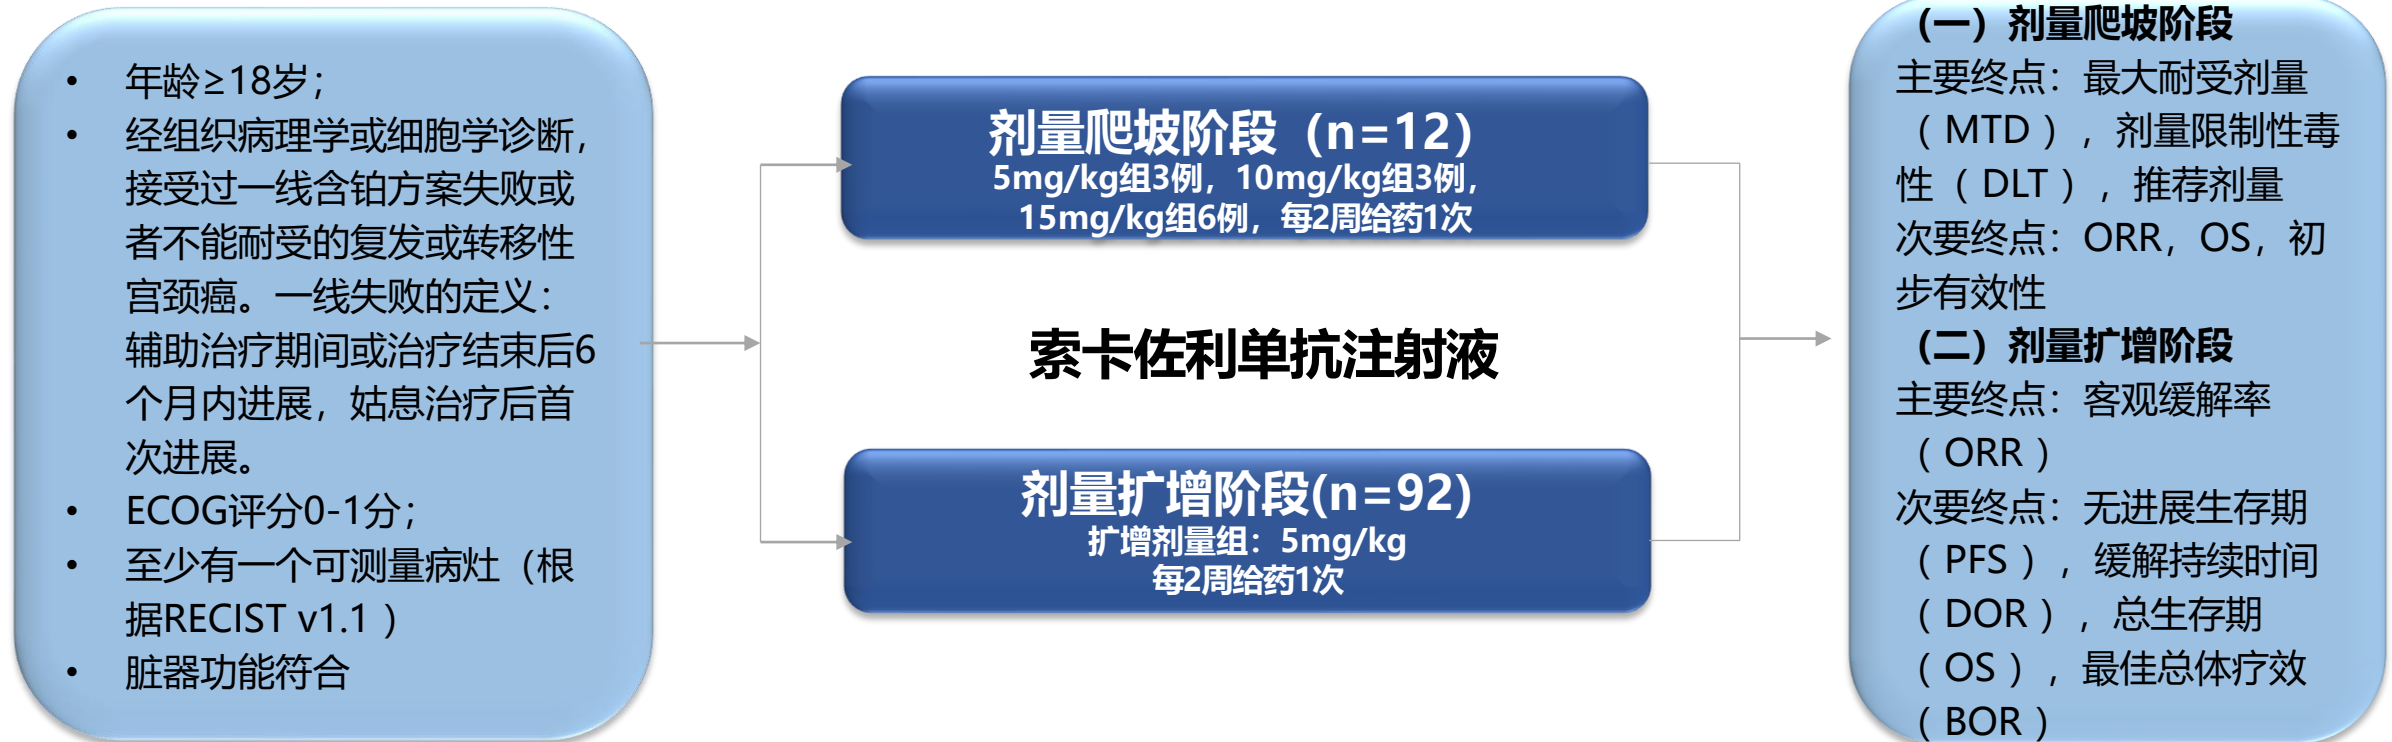 • 年龄≥18岁；
• 经组织病理学或细胞学诊断，
接受过一线含铂方案失败或
者不能耐受的复发或转移性
宫颈癌。一线失败的定义：
辅助治疗期间或治疗结束后6
个月内进展，姑息治疗后首
次进展。
• ECOG评分0-1分；
• 至少有一个可测量病灶（根
据RECIST v1.1 ）
• 脏器功能符合
剂量爬坡阶段（n=12）
5mg/kg组3例，10mg/kg组3例，
15mg/kg组6例，每2周给药1次
索卡佐利单抗注射液
剂量扩增阶段(n=92)
扩增剂量组：5mg/kg
每2周给药1次
（一）剂量爬坡阶段
主要终点：最大耐受剂量
（ MTD ），剂量限制性毒
性（ DLT ），推荐剂量
次要终点：ORR，OS，初
步有效性
（二）剂量扩增阶段
主要终点：客观缓解率
（ ORR ）
次要终点：无进展生存期
（ PFS ），缓解持续时间
（ DOR ），总生存期
（ OS ），最佳总体疗效
（ BOR ）